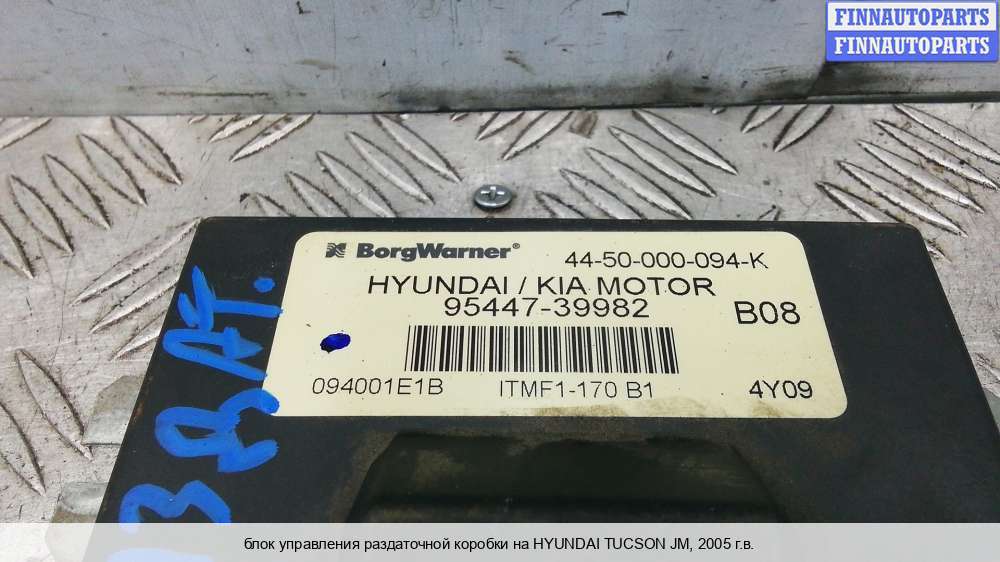 FINNAUTOPARTS
FINNAUTOPARTS
BorgWarner®
44-50-000-094-K
HYUNDAI / KIA MOTOR
95447-39982
B08
094001E1B
ITMF1-170 B1
4Y09
блок управления раздаточной коробки на HYUNDAI TUCSON JM, 2005 г.в.